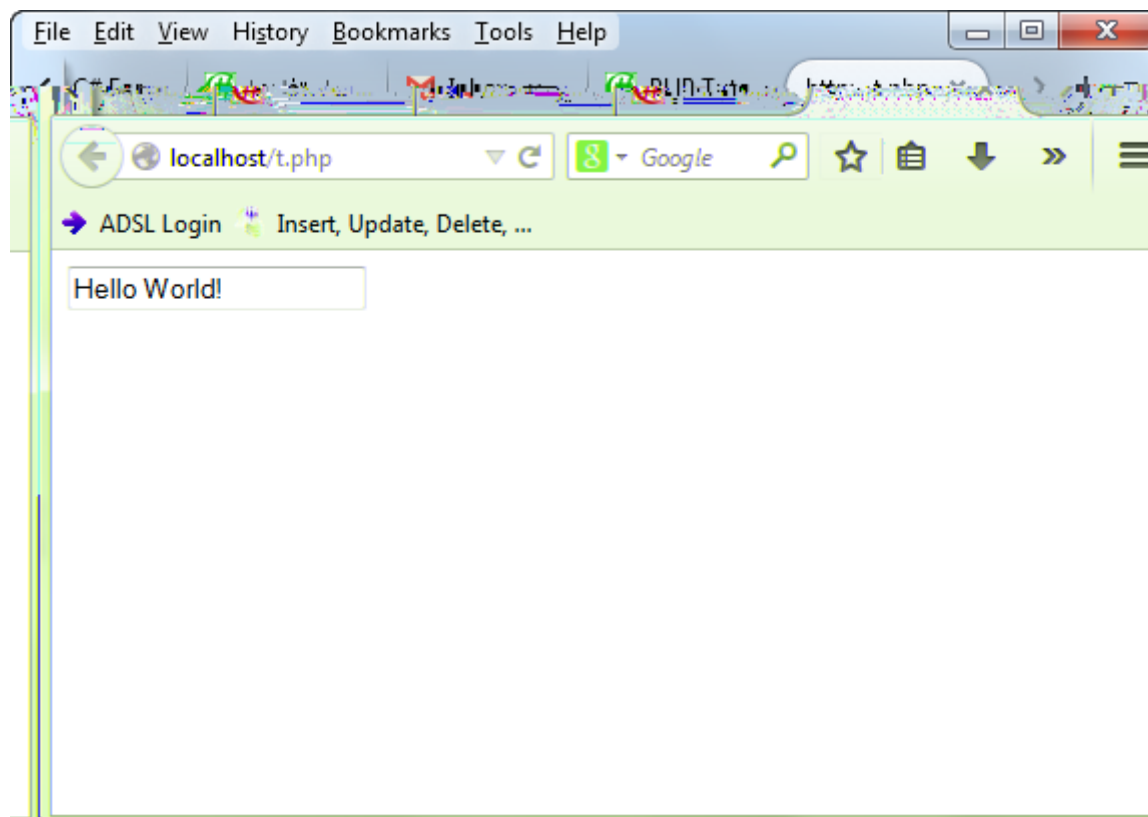 File Edit View History Bookmarks Tools Help
localhost/t.php Google
ADSL Login Insert, Update, Delete, ...
Hello World!